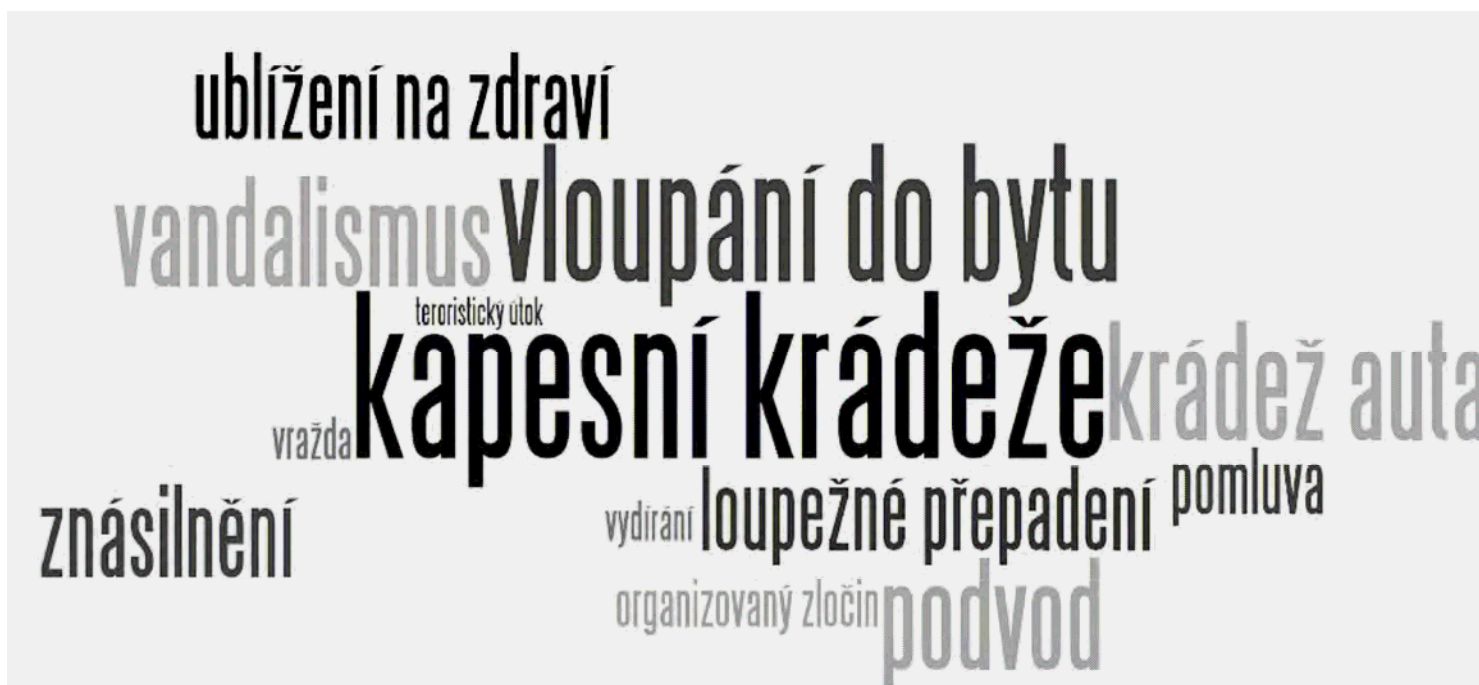 ublížení na zdraví
vandalismus
vloupání do bytu
teroristický útok
kapesní krádeže
krádež auta
vražda
pomluva
znásilnění
vydírání
loupežné přepadení
organizovaný zločin
podvod